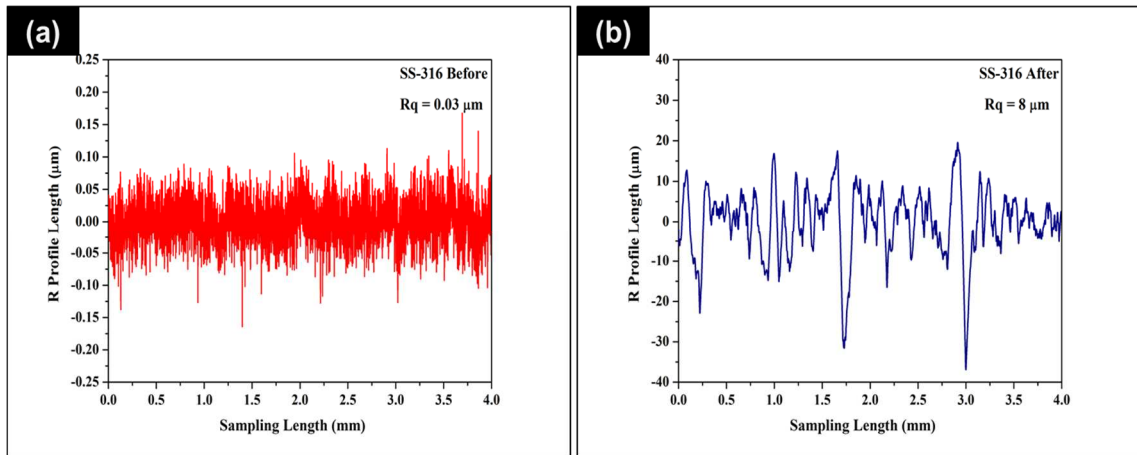 (a)
SS-316 Before
Rq = 0.03 µm
R Profile Length (µm)
0.25
0.20
0.15
0.10
0.05
0.00
-0.05
-0.10
-0.15
-0.20
-0.25
0.0 0.5 1.0 1.5 2.0 2.5 3.0 3.5 4.0
Sampling Length (mm)
(b)
SS-316 After
Rq = 8 µm
R Profile Length (µm)
40
30
20
10
0
-10
-20
-30
-40
0.0 0.5 1.0 1.5 2.0 2.5 3.0 3.5 4.0
Sampling Length (mm)